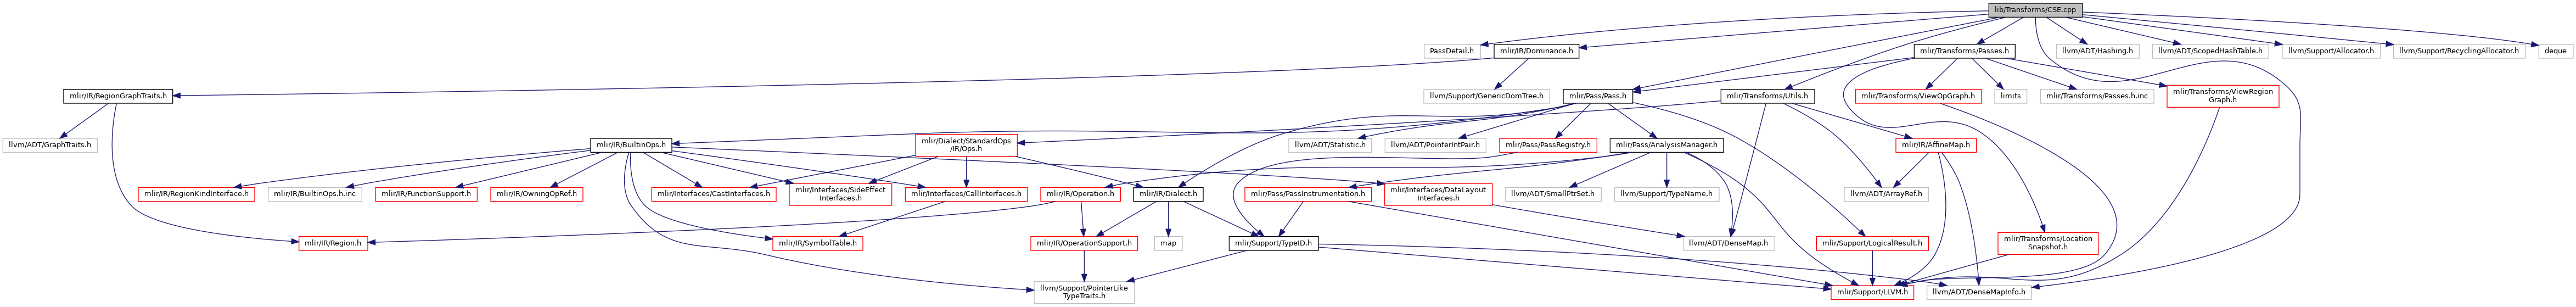 lib/Transforms/CSE.cpp
PassDetail.h
mlir/IR/Dominance.h
mlir/Transforms/Passes.h
llvm/ADT/Hashing.h
llvm/ADT/ScopedHashTable.h
llvm/Support/Allocator.h
llvm/Support/RecyclingAllocator.h
deque
mlir/IR/RegionGraphTraits.h
llvm/Support/GenericDomTree.h
mlir/Pass/Pass.h
mlir/Transforms/Utils.h
mlir/Transforms/ViewOpGraph.h
limits
mlir/Transforms/Passes.h.inc
mlir/Transforms/ViewRegion
Graph.h
llvm/ADT/GraphTraits.h
mlir/IR/BuiltinOps.h
mlir/Dialect/StandardOps
/IR/Ops.h
llvm/ADT/Statistic.h
llvm/ADT/PointerIntPair.h
mlir/Pass/PassRegistry.h
mlir/Pass/AnalysisManager.h
mlir/IR/AffineMap.h
mlir/IR/RegionKindInterface.h
mlir/IR/BuiltinOps.h.inc
mlir/IR/FunctionSupport.h
mlir/IR/OwningOpRef.h
mlir/Interfaces/CastInterfaces.h
mlir/Interfaces/SideEffect
Interfaces.h
mlir/Interfaces/CallInterfaces.h
mlir/IR/Operation.h
mlir/IR/Dialect.h
mlir/Pass/PassInstrumentation.h
mlir/Interfaces/DataLayout
Interfaces.h
llvm/ADT/SmallPtrSet.h
llvm/Support/TypeName.h
llvm/ADT/ArrayRef.h
mlir/IR/Region.h
mlir/IR/SymbolTable.h
mlir/IR/OperationSupport.h
map
mlir/Support/TypeID.h
llvm/ADT/DenseMap.h
mlir/Support/LogicalResult.h
mlir/Transforms/Location
Snapshot.h
llvm/Support/PointerLike
TypeTraits.h
mlir/Support/LLVM.h
llvm/ADT/DenseMapInfo.h